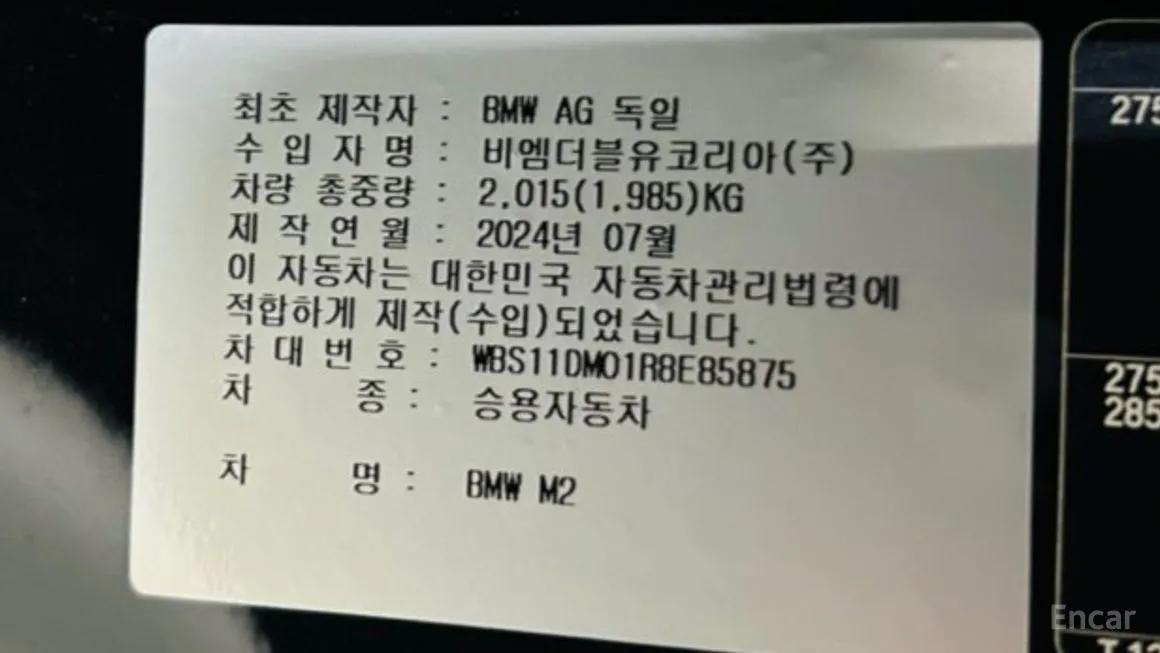 최초 제작자 : BMW AG 독일
수 입 자 명 : 비엠더블유코리아(주)
차량 총중량 : 2,015(1,985)KG
제 작 연 월 : 2024년 07월
이 자동차는 대한민국 자동차관리법령에
적합하게 제작(수입)되었습니다.
차 대 번 호 : WBS11DM01R8E85875
차 종 : 승용자동차
차 명 : BMW M2
275
275
285
Encar